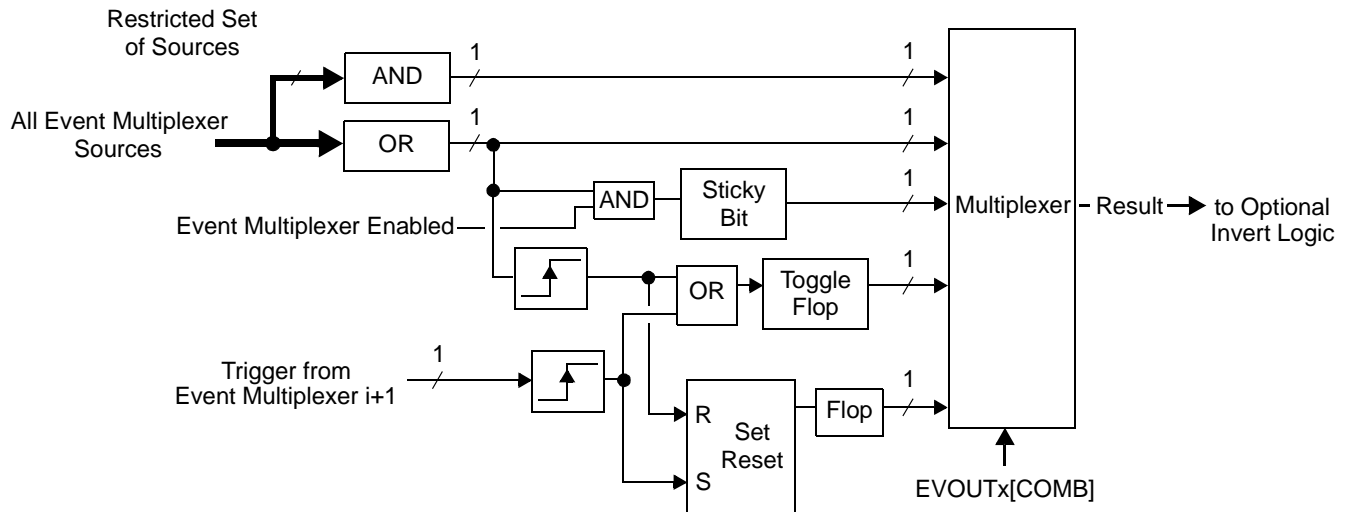 Restricted Set
of Sources
1
1
AND
All Event Multiplexer
Sources
1
1
OR
1
AND
Sticky
Bit
Multiplexer
Result
to Optional
Invert Logic
Event Multiplexer Enabled
1
OR
Toggle
Flop
1
Trigger from
Event Multiplexer i+1
1
R
Set
Reset
S
Flop
EVOUTx[COMB]